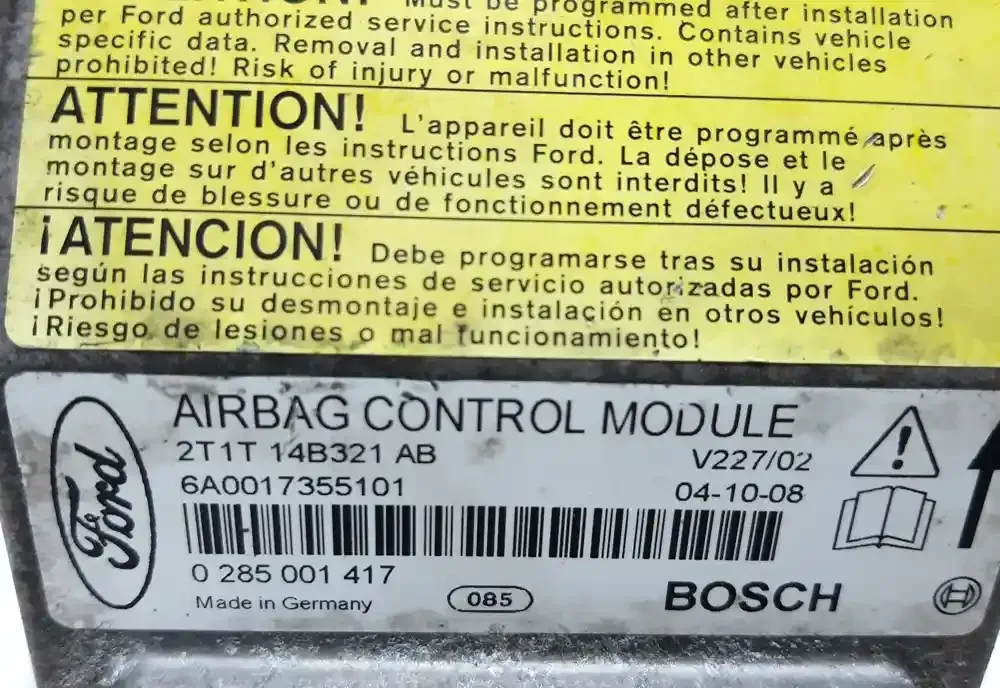 Must be programmed after installation
per Ford authorized service instructions. Contains vehicle
specific data. Removal and installation in other vehicles
prohibited! Risk of injury or malfunction!
ATTENTION! L'appareil doit être programmé après
montage selon les instructions Ford. La dépose et le
montage sur d'autres véhicules sont interdits! Il y a
risque de blessure ou de fonctionnement défectueux!
¡ATENCION! Debe programarse tras su instalación
según las instrucciones de servicio autorizadas por Ford.
¡Prohibido su desmontaje e instalación en otros vehículos!
¡Riesgo de lesiones o mal funcionamiento!
Ford
AIRBAG CONTROL MODULE
2T1T 14B321 AB
V227/02
6A0017355101
04-10-08
0 285 001 417
Made in Germany
085
BOSCH